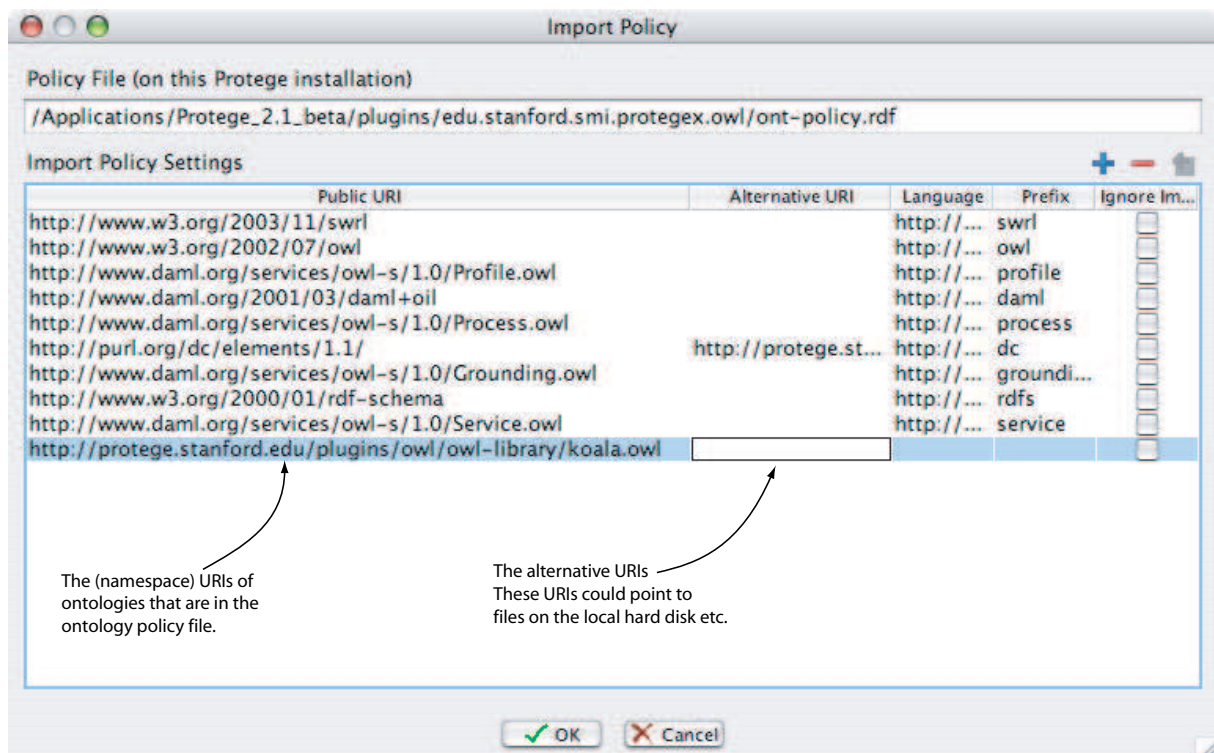 Import Policy
Policy File (on this Protege installation)
/Applications/Protege_2.1_beta/plugins/edu.stanford.smi.protegex.owl/ont-policy.rdf
Import Policy Settings
Public URI Alternative URI Language Prefix Ignore Im...
http://www.w3.org/2003/11/swrl http://... swrl
http://www.w3.org/2002/07/owl http://... owl
http://www.daml.org/services/owl-s/1.0/Profile.owl http://... profile
http://www.daml.org/2001/03/daml+oil http://... daml
http://www.daml.org/services/owl-s/1.0/Process.owl http://... process
http://purl.org/dc/elements/1.1/ http://protege.st... http://... dc
http://www.daml.org/services/owl-s/1.0/Grounding.owl http://... groundi...
http://www.w3.org/2000/01/rdf-schema http://... rdfs
http://www.daml.org/services/owl-s/1.0/Service.owl http://... service
http://protege.stanford.edu/plugins/owl/owl-library/koala.owl
The (namespace) URIs of
ontologies that are in the
ontology policy file.
The alternative URIs
These URIs could point to
files on the local hard disk etc.
OK Cancel